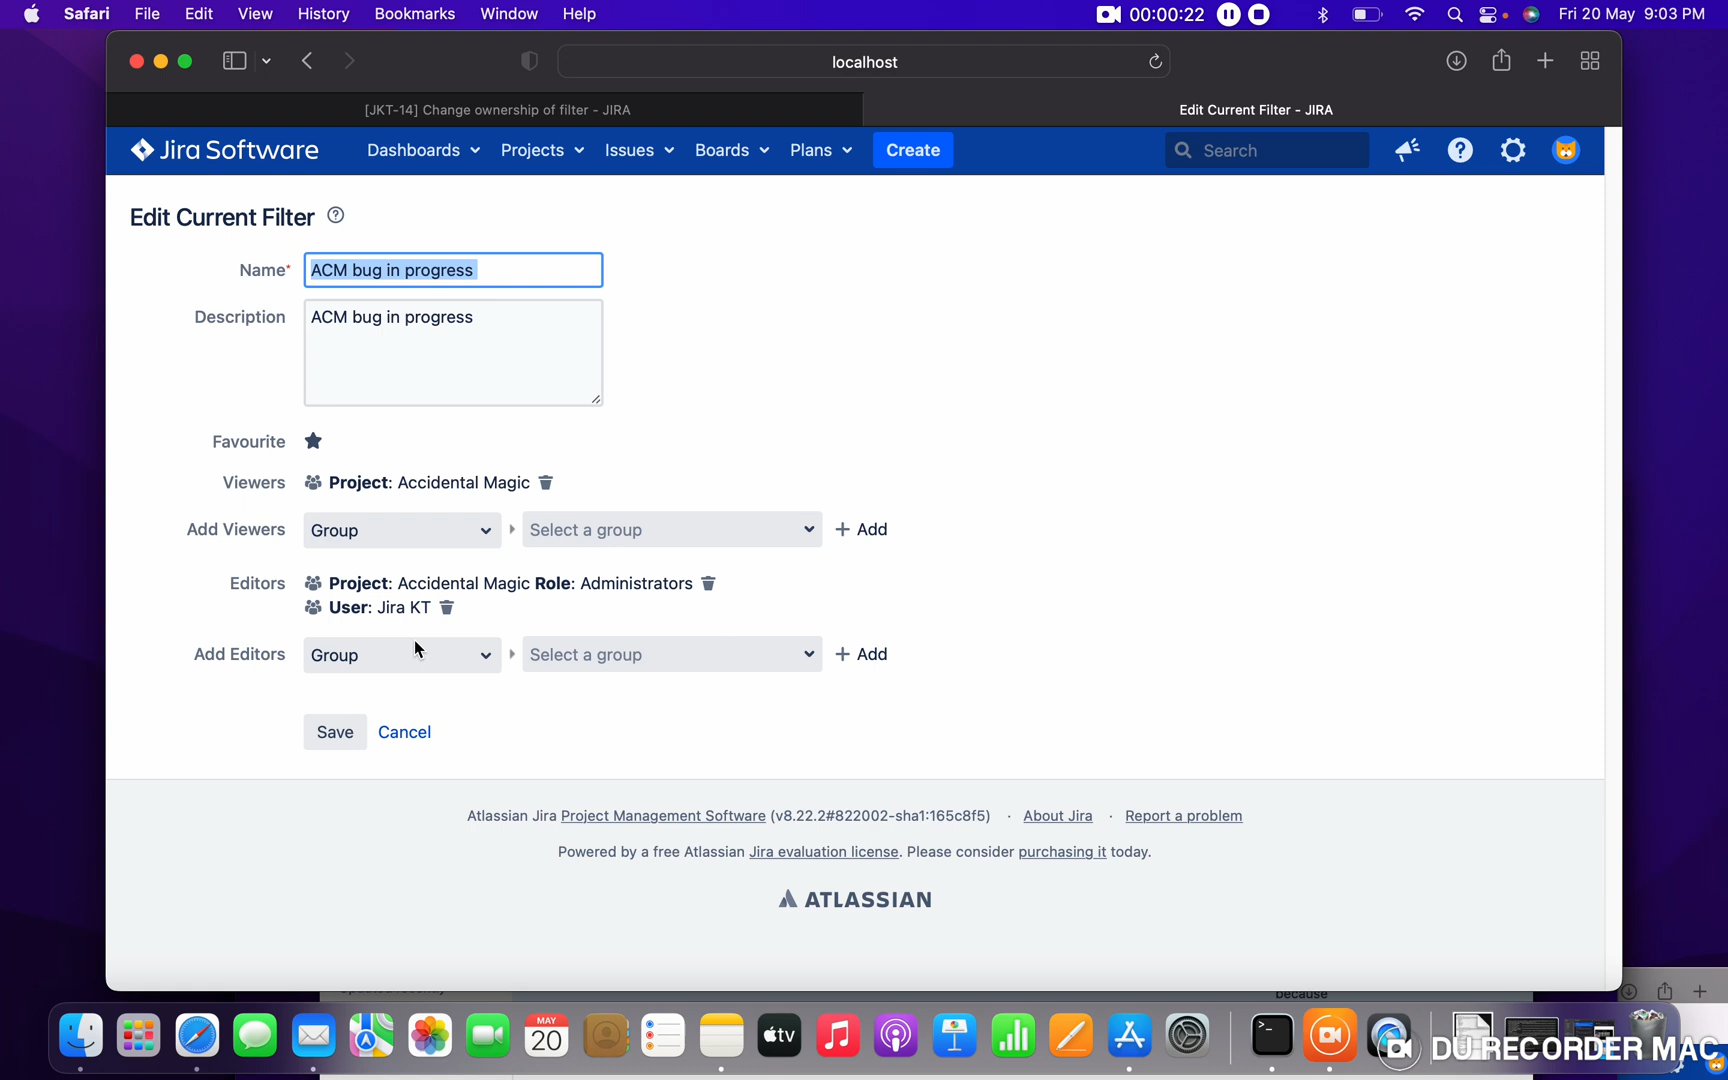 Safari File Edit View History Bookmarks Window Help 00:00:22 Fri 20 May 9:03 PM
localhost
[JKT-14] Change ownership of filter - JIRA Edit Current Filter - JIRA
Jira Software Dashboards Projects Issues Boards Plans Create Search
Edit Current Filter
Name* ACM bug in progress
Description ACM bug in progress
Favourite
Viewers Project: Accidental Magic
Add Viewers Group Select a group + Add
Editors Project: Accidental Magic Role: Administrators
User: Jira KT
Add Editors Group Select a group + Add
Save Cancel
Atlassian Jira Project Management Software (v8.22.2#822002-sha1:165c8f5) · About Jira · Report a problem
Powered by a free Atlassian Jira evaluation license. Please consider purchasing it today.
ATLASSIAN
because
MAY
20
tv
DU RECORDER MAC